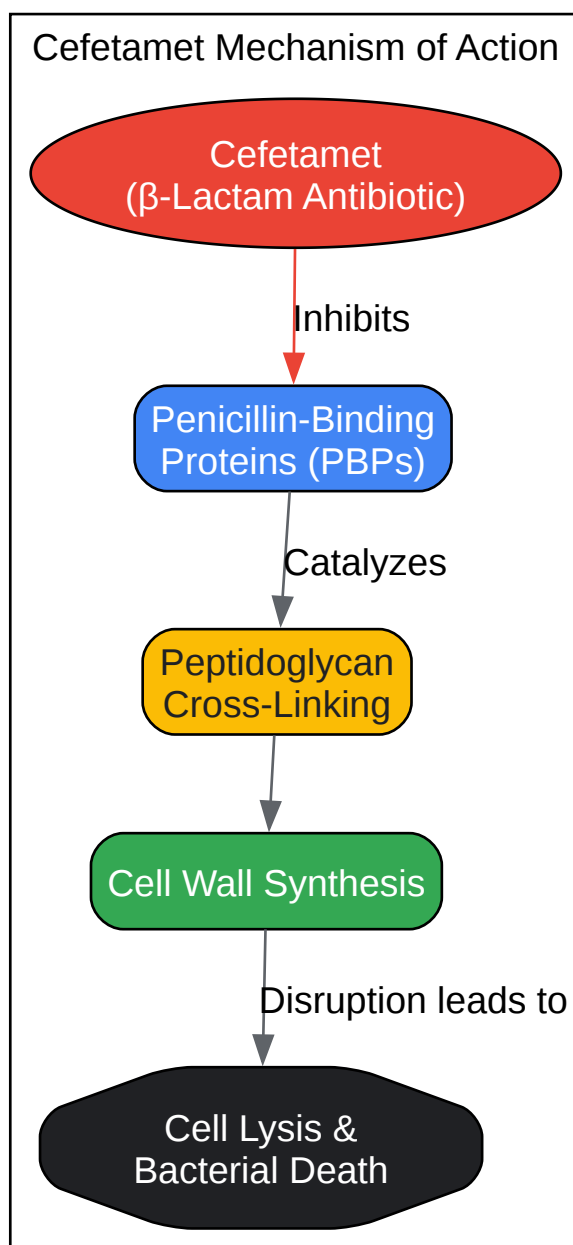 Cefetamet Mechanism of Action
Cefetamet
(β-Lactam Antibiotic)
Inhibits
Penicillin-Binding
Proteins (PBPs)
Catalyzes
Peptidoglycan
Cross-Linking
Cell Wall Synthesis
Disruption leads to
Cell Lysis &
Bacterial Death